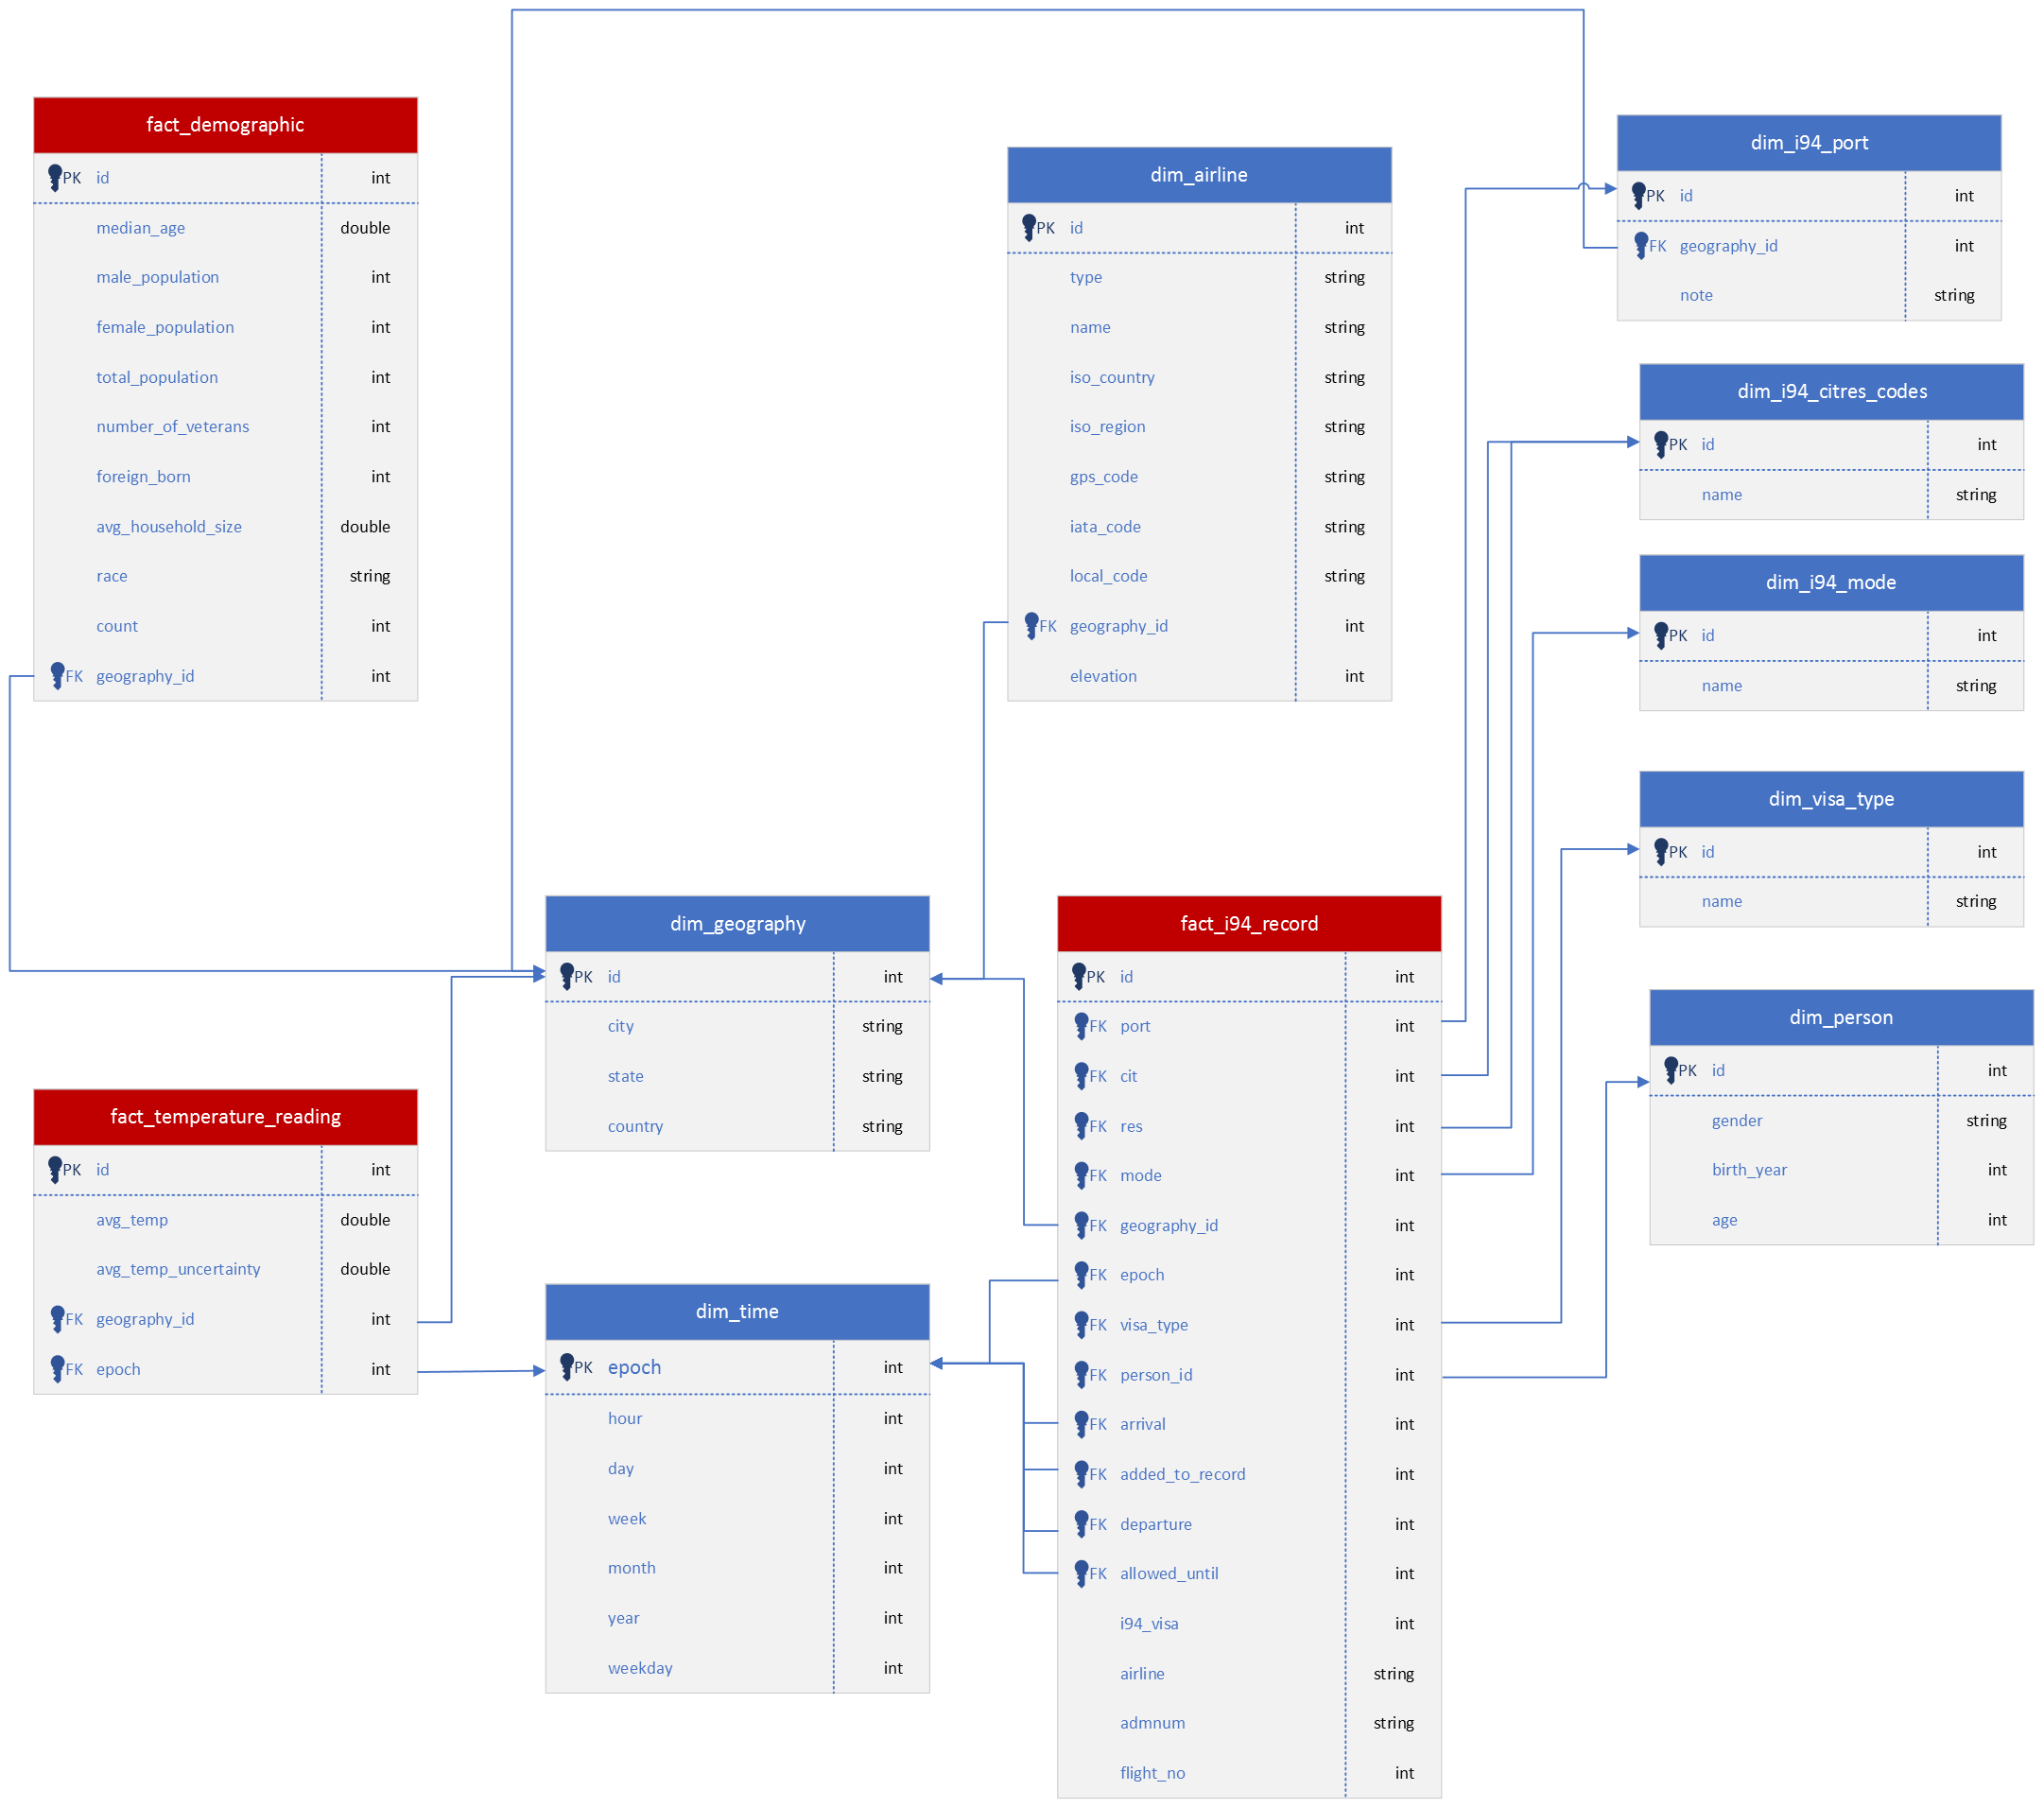 fact_demographic
PK id int
median_age double
male_population int
female_population int
total_population int
number_of_veterans int
foreign_born int
avg_household_size double
race string
count int
FK geography_id int
dim_airline
PK id int
type string
name string
iso_country string
iso_region string
gps_code string
iata_code string
local_code string
FK geography_id int
elevation int
dim_i94_port
PK id int
FK geography_id int
note string
dim_i94_citres_codes
PK id int
name string
dim_i94_mode
PK id int
name string
dim_visa_type
PK id int
name string
dim_person
PK id int
gender string
birth_year int
age int
dim_geography
PK id int
city string
state string
country string
fact_i94_record
PK id int
FK port int
FK cit int
FK res int
FK mode int
FK geography_id int
FK epoch int
FK visa_type int
FK person_id int
FK arrival int
FK added_to_record int
FK departure int
FK allowed_until int
i94_visa int
airline string
admnum string
flight_no int
fact_temperature_reading
PK id int
avg_temp double
avg_temp_uncertainty double
FK geography_id int
FK epoch int
dim_time
PK epoch int
hour int
day int
week int
month int
year int
weekday int